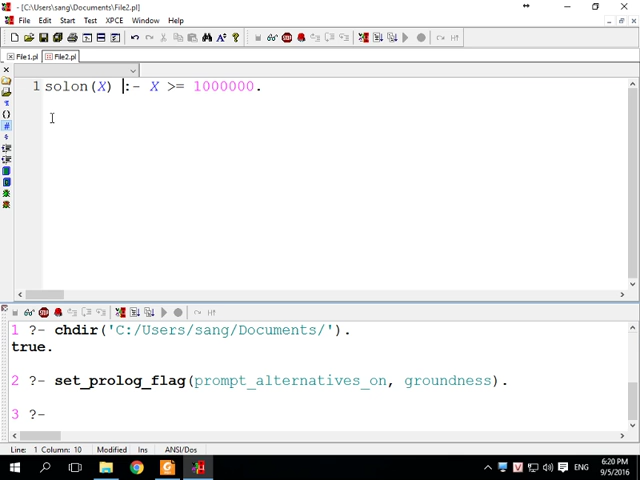 - [C:\Users\sang\Documents\File2.pl]
File Edit Start Test XPCE Window Help
File1.pl File2.pl
1 solon(X) :- X >= 1000000.
1 ?- chdir('C:/Users/sang/Documents/').
true.
2 ?- set_prolog_flag(prompt_alternatives_on, groundness).
3 ?-
Line: 1 Column: 10 Modified Ins ANSI/Dos
ENG 6:20 PM
9/5/2016